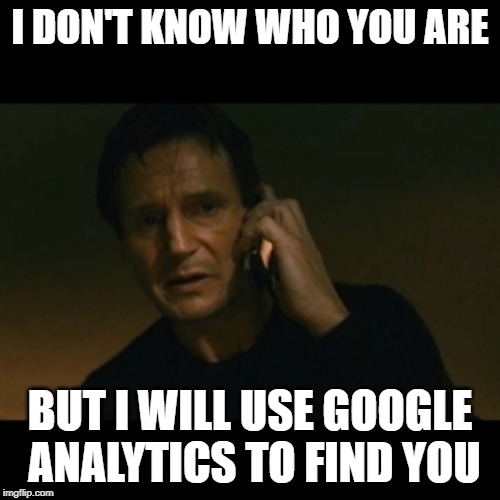 I DON'T KNOW WHO YOU ARE
BUT I WILL USE GOOGLE
ANALYTICS TO FIND YOU
imgflip.com